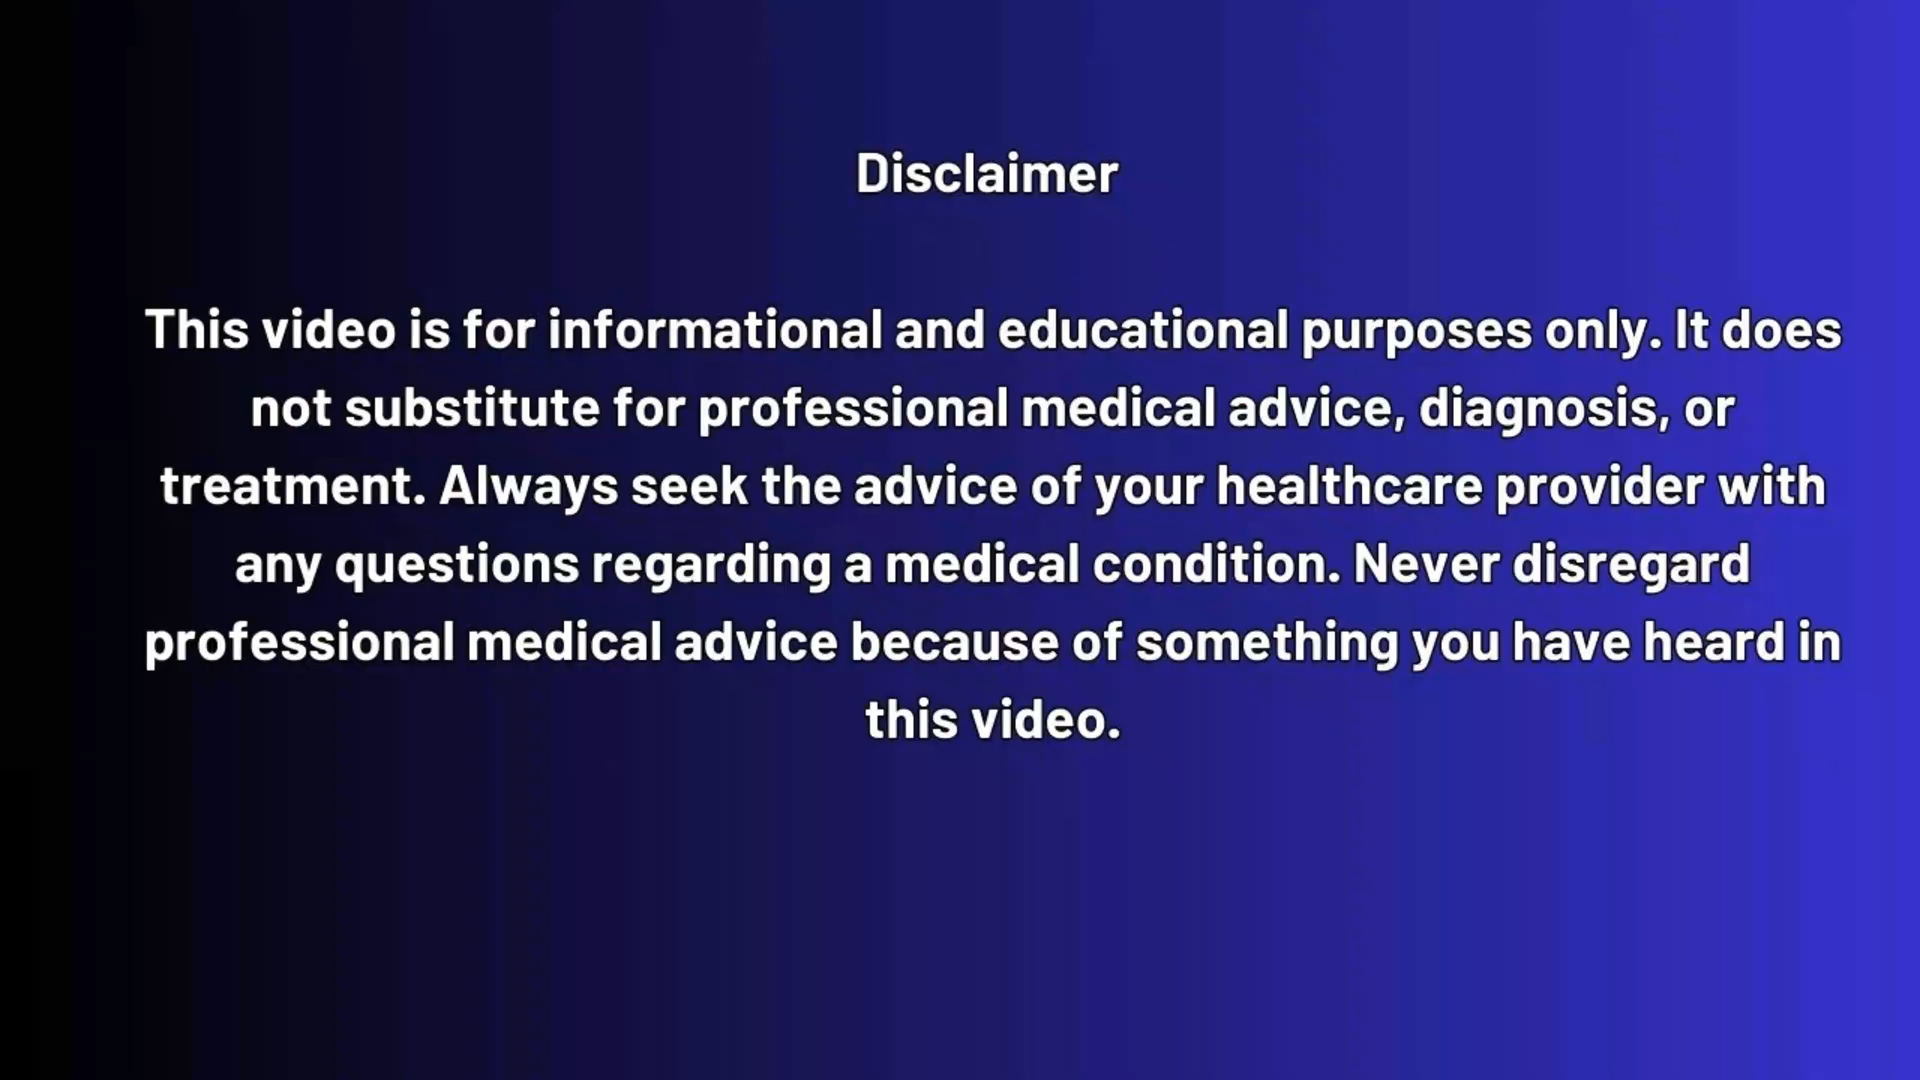 Disclaimer
This video is for informational and educational purposes only. It does
not substitute for professional medical advice, diagnosis, or
treatment. Always seek the advice of your healthcare provider with
any questions regarding a medical condition. Never disregard
professional medical advice because of something you have heard in
this video.